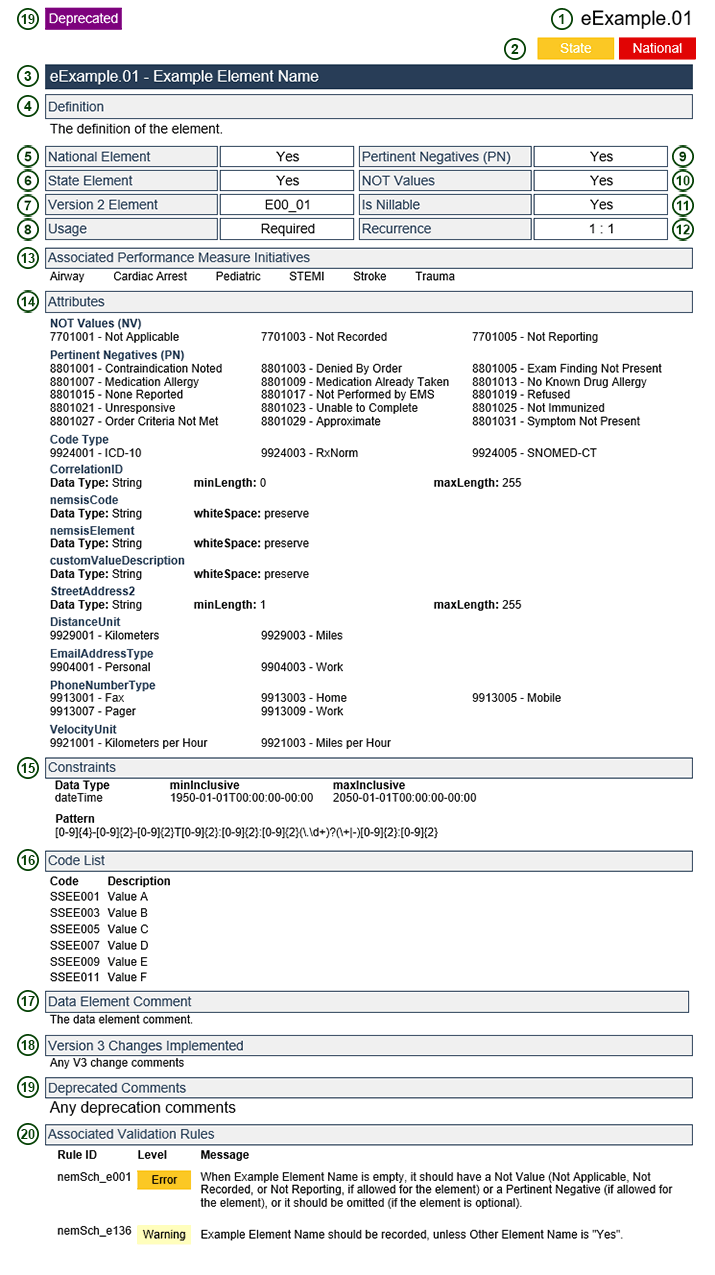 19 Deprecated 1 eExample.01
2 State National
3 eExample.01 - Example Element Name
4 Definition
The definition of the element.
5 National Element Yes Pertinent Negatives (PN) Yes 9
6 State Element Yes NOT Values Yes 10
7 Version 2 Element E00_01 Is Nillable Yes 11
8 Usage Required Recurrence 1 : 1 12
13 Associated Performance Measure Initiatives
Airway Cardiac Arrest Pediatric STEMI Stroke Trauma
14 Attributes
NOT Values (NV)
7701001 - Not Applicable 7701003 - Not Recorded 7701005 - Not Reporting
Pertinent Negatives (PN)
8801001 - Contraindication Noted 8801003 - Denied By Order 8801005 - Exam Finding Not Present
8801007 - Medication Allergy 8801009 - Medication Already Taken 8801013 - No Known Drug Allergy
8801015 - None Reported 8801017 - Not Performed by EMS 8801019 - Refused
8801021 - Unresponsive 8801023 - Unable to Complete 8801025 - Not Immunized
8801027 - Order Criteria Not Met 8801029 - Approximate 8801031 - Symptom Not Present
Code Type
9924001 - ICD-10 9924003 - RxNorm 9924005 - SNOMED-CT
CorrelationID
Data Type: String minLength: 0 maxLength: 255
nemsisCode
Data Type: String whiteSpace: preserve
nemsisElement
Data Type: String whiteSpace: preserve
customValueDescription
Data Type: String whiteSpace: preserve
StreetAddress2
Data Type: String minLength: 1 maxLength: 255
DistanceUnit
9929001 - Kilometers 9929003 - Miles
EmailAddressType
9904001 - Personal 9904003 - Work
PhoneNumberType
9913001 - Fax 9913003 - Home 9913005 - Mobile
9913007 - Pager 9913009 - Work
VelocityUnit
9921001 - Kilometers per Hour 9921003 - Miles per Hour
15 Constraints
Data Type minInclusive maxInclusive
dateTime 1950-01-01T00:00:00-00:00 2050-01-01T00:00:00-00:00
Pattern
[0-9]{4}-[0-9]{2}-[0-9]{2}T[0-9]{2}:[0-9]{2}:[0-9]{2}(\.\d+)?(\+|-)[0-9]{2}:[0-9]{2}
16 Code List
Code Description
SSEE001 Value A
SSEE003 Value B
SSEE005 Value C
SSEE007 Value D
SSEE009 Value E
SSEE011 Value F
17 Data Element Comment
The data element comment.
18 Version 3 Changes Implemented
Any V3 change comments
19 Deprecated Comments
Any deprecation comments
20 Associated Validation Rules
Rule ID Level Message
nemSch_e001 Error When Example Element Name is empty, it should have a Not Value (Not Applicable, Not
Recorded, or Not Reporting, if allowed for the element) or a Pertinent Negative (if allowed for
the element), or it should be omitted (if the element is optional).
nemSch_e136 Warning Example Element Name should be recorded, unless Other Element Name is "Yes".